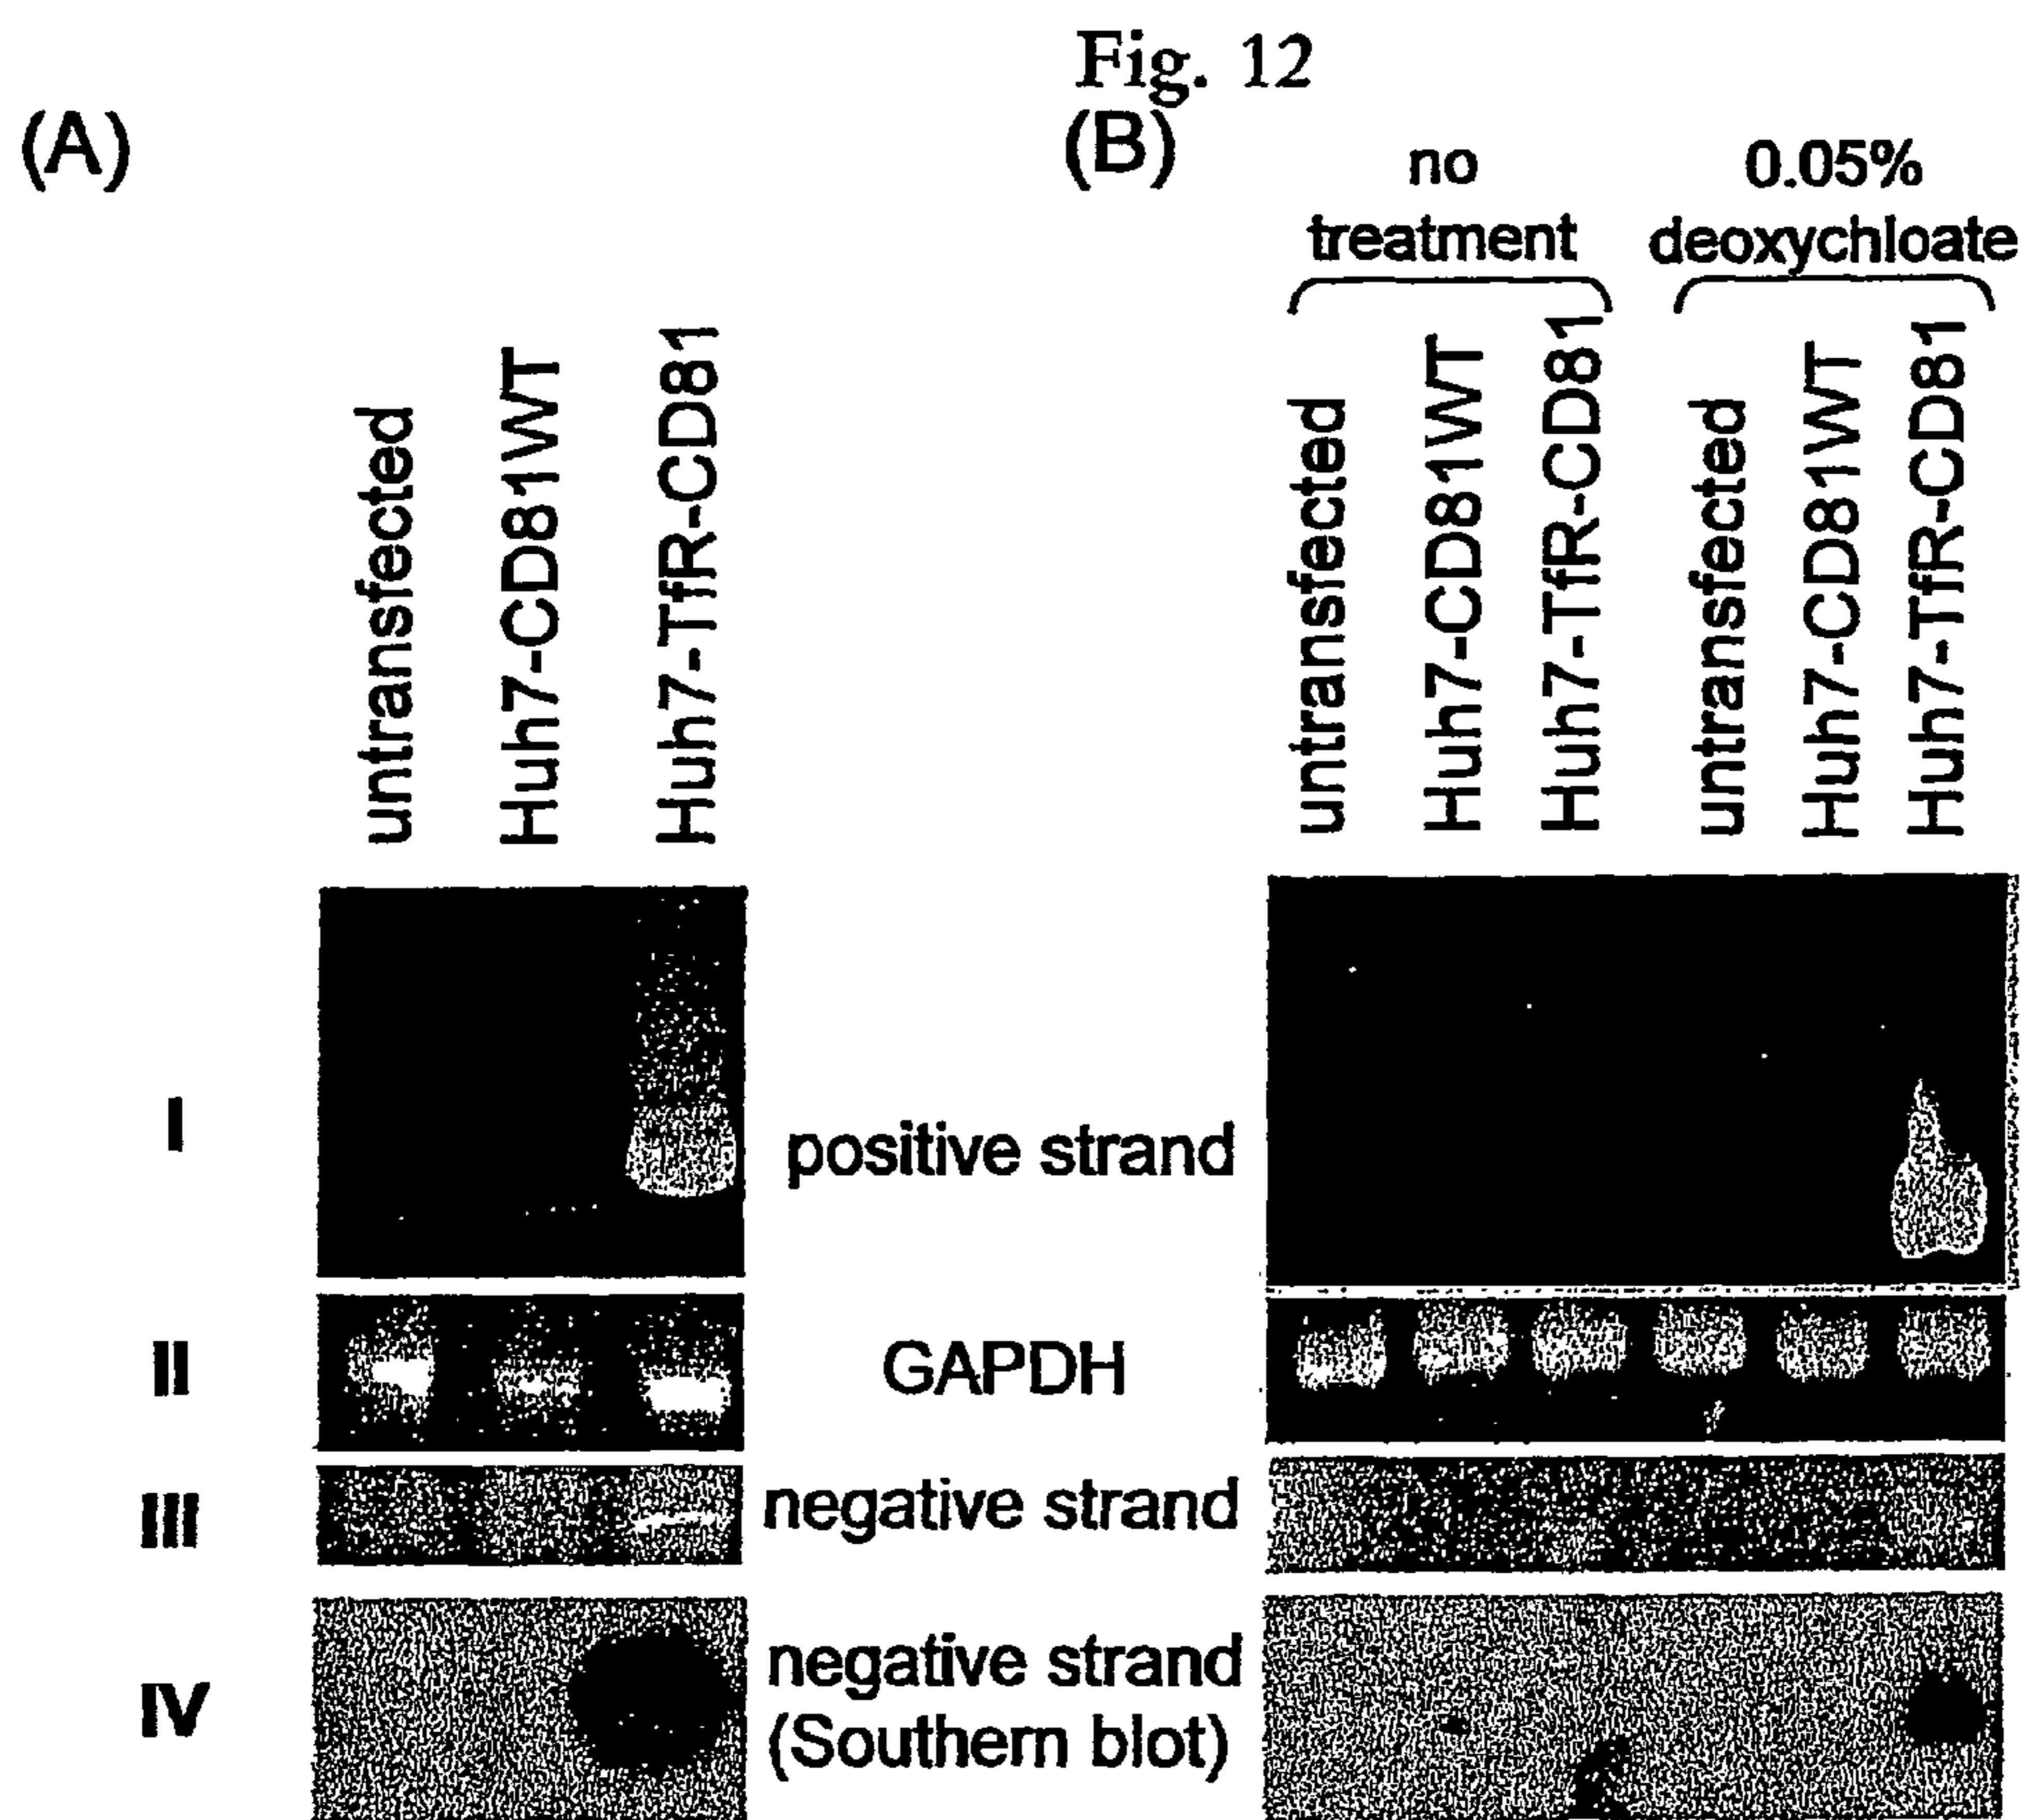 Fig. 12
(A)
(B)
no
treatment
0.05%
deoxychloate
untransfected
Huh7-CD81WT
Huh7-TfR-CD81
untransfected
Huh7-CD81WT
Huh7-TfR-CD81
untransfected
Huh7-CD81WT
Huh7-TfR-CD81
I
positive strand
II
GAPDH
III
negative strand
IV
negative strand
(Southern blot)